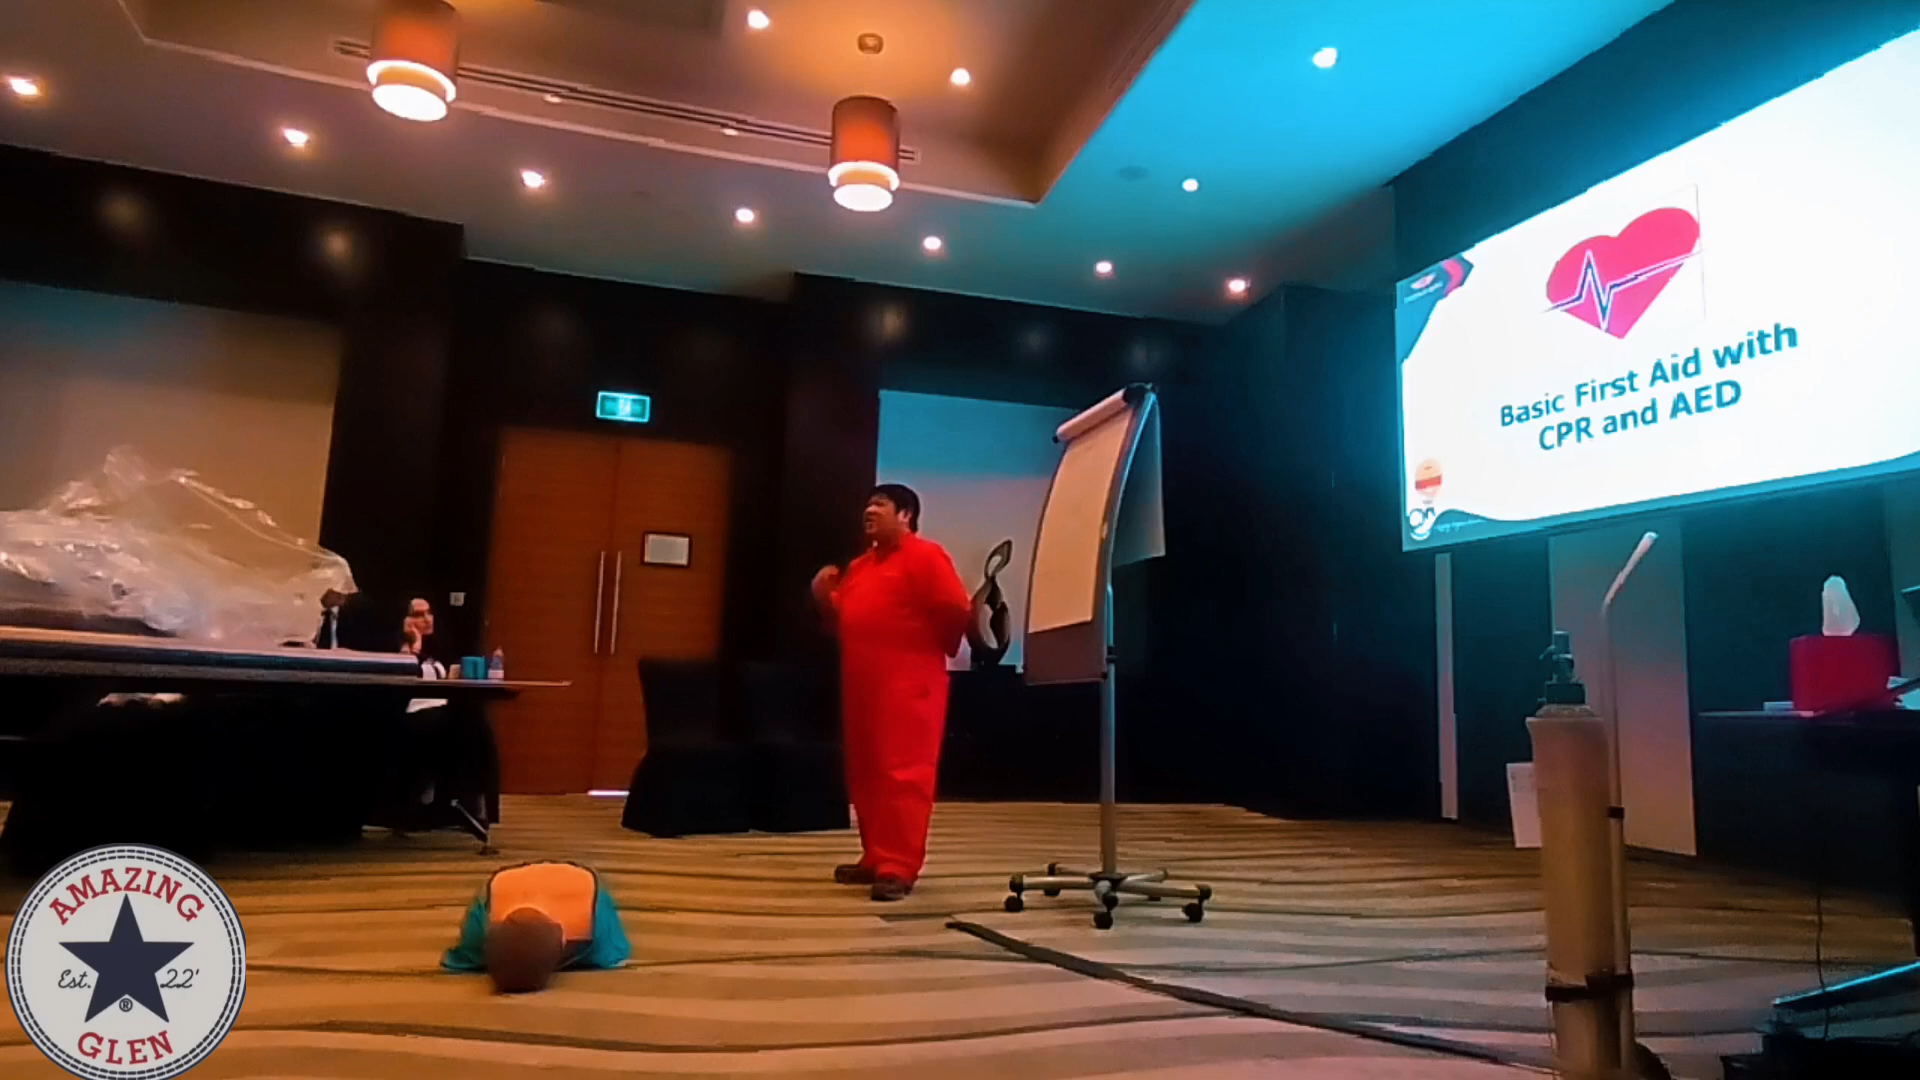 Basic First Aid with
CPR and AED
AMAZING
Est. 22'
®
GLEN